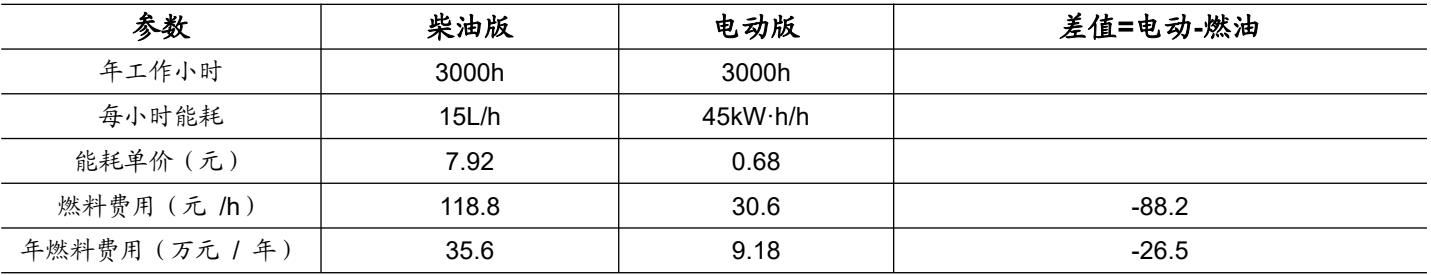 参数 柴油版 电动版 差值=电动-燃油
年工作小时 3000h 3000h
每小时能耗 15L/h 45kW·h/h
能耗单价（元） 7.92 0.68
燃料费用（元 /h） 118.8 30.6 -88.2
年燃料费用（万元 / 年） 35.6 9.18 -26.5